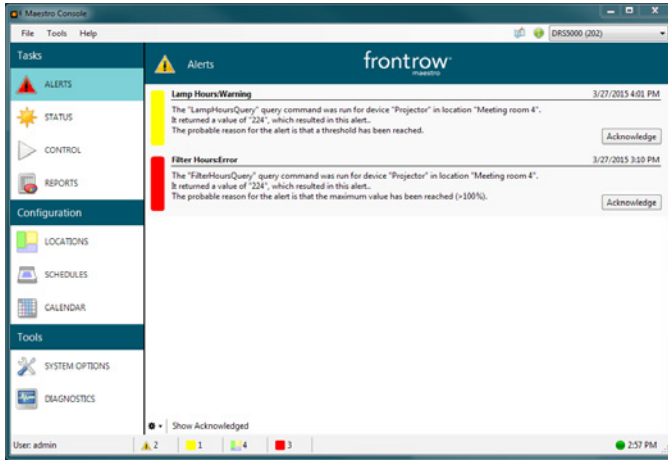 Maestro Console
File Tools Help
DRS5000 (202)
Tasks
ALERTS
STATUS
CONTROL
REPORTS
Configuration
LOCATIONS
SCHEDULES
CALENDAR
Tools
SYSTEM OPTIONS
DIAGNOSTICS
Alerts
frontrow
maestro
Lamp Hours:Warning 3/27/2015 4:01 PM
The "LampHoursQuery" query command was run for device "Projector" in location "Meeting room 4".
It returned a value of "224", which resulted in this alert..
The probable reason for the alert is that a threshold has been reached.
Acknowledge
Filter Hours:Error 3/27/2015 3:10 PM
The "FilterHoursQuery" query command was run for device "Projector" in location "Meeting room 4".
It returned a value of "224", which resulted in this alert..
The probable reason for the alert is that the maximum value has been reached (>100%).
Acknowledge
Show Acknowledged
User: admin 2 1 4 3 2:57 PM